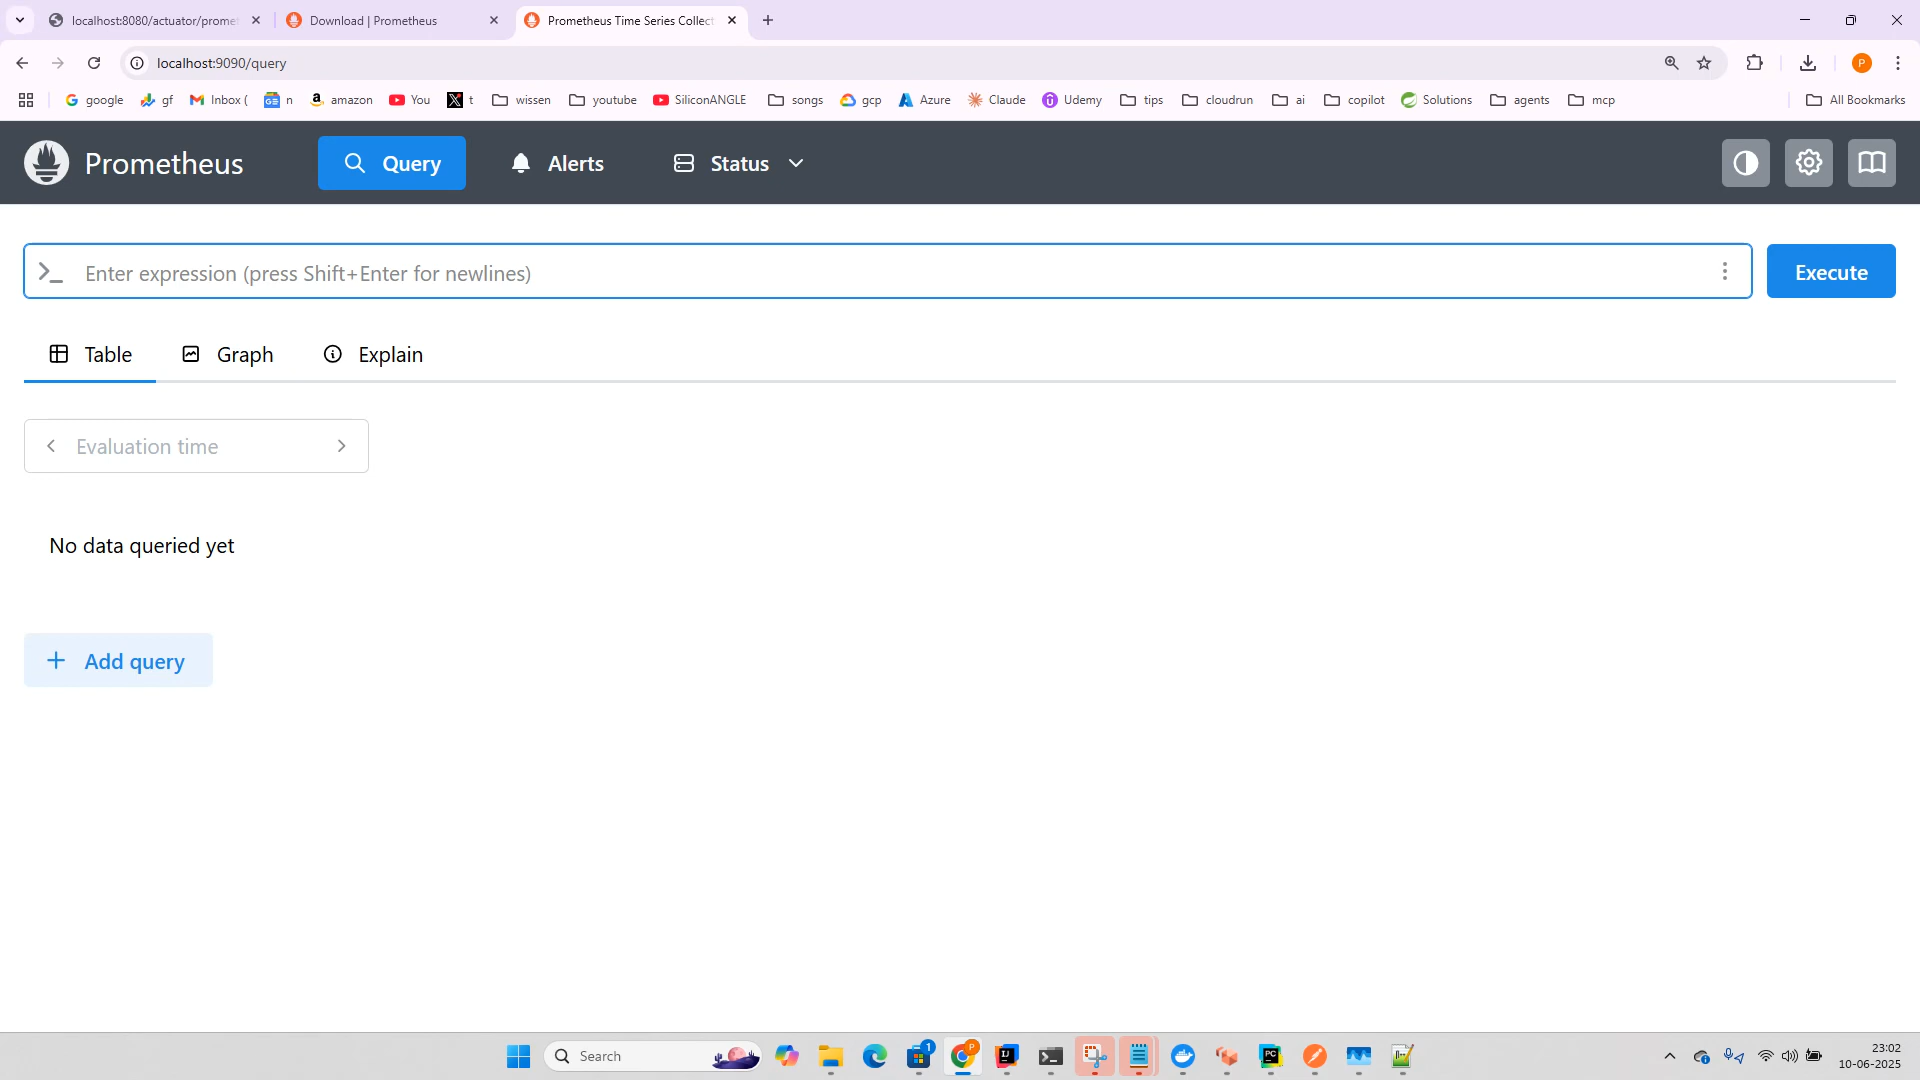 localhost:8080/actuator/promet
Download | Prometheus
Prometheus Time Series Collect
localhost:9090/query
google
gf
Inbox (
n
amazon
You
t
wissen
youtube
SiliconANGLE
songs
gcp
Azure
Claude
Udemy
tips
cloudrun
ai
copilot
Solutions
agents
mcp
All Bookmarks
Prometheus
Query
Alerts
Status
Enter expression (press Shift+Enter for newlines)
Execute
Table
Graph
Explain
Evaluation time
No data queried yet
Add query
Search
23:02
10-06-2025